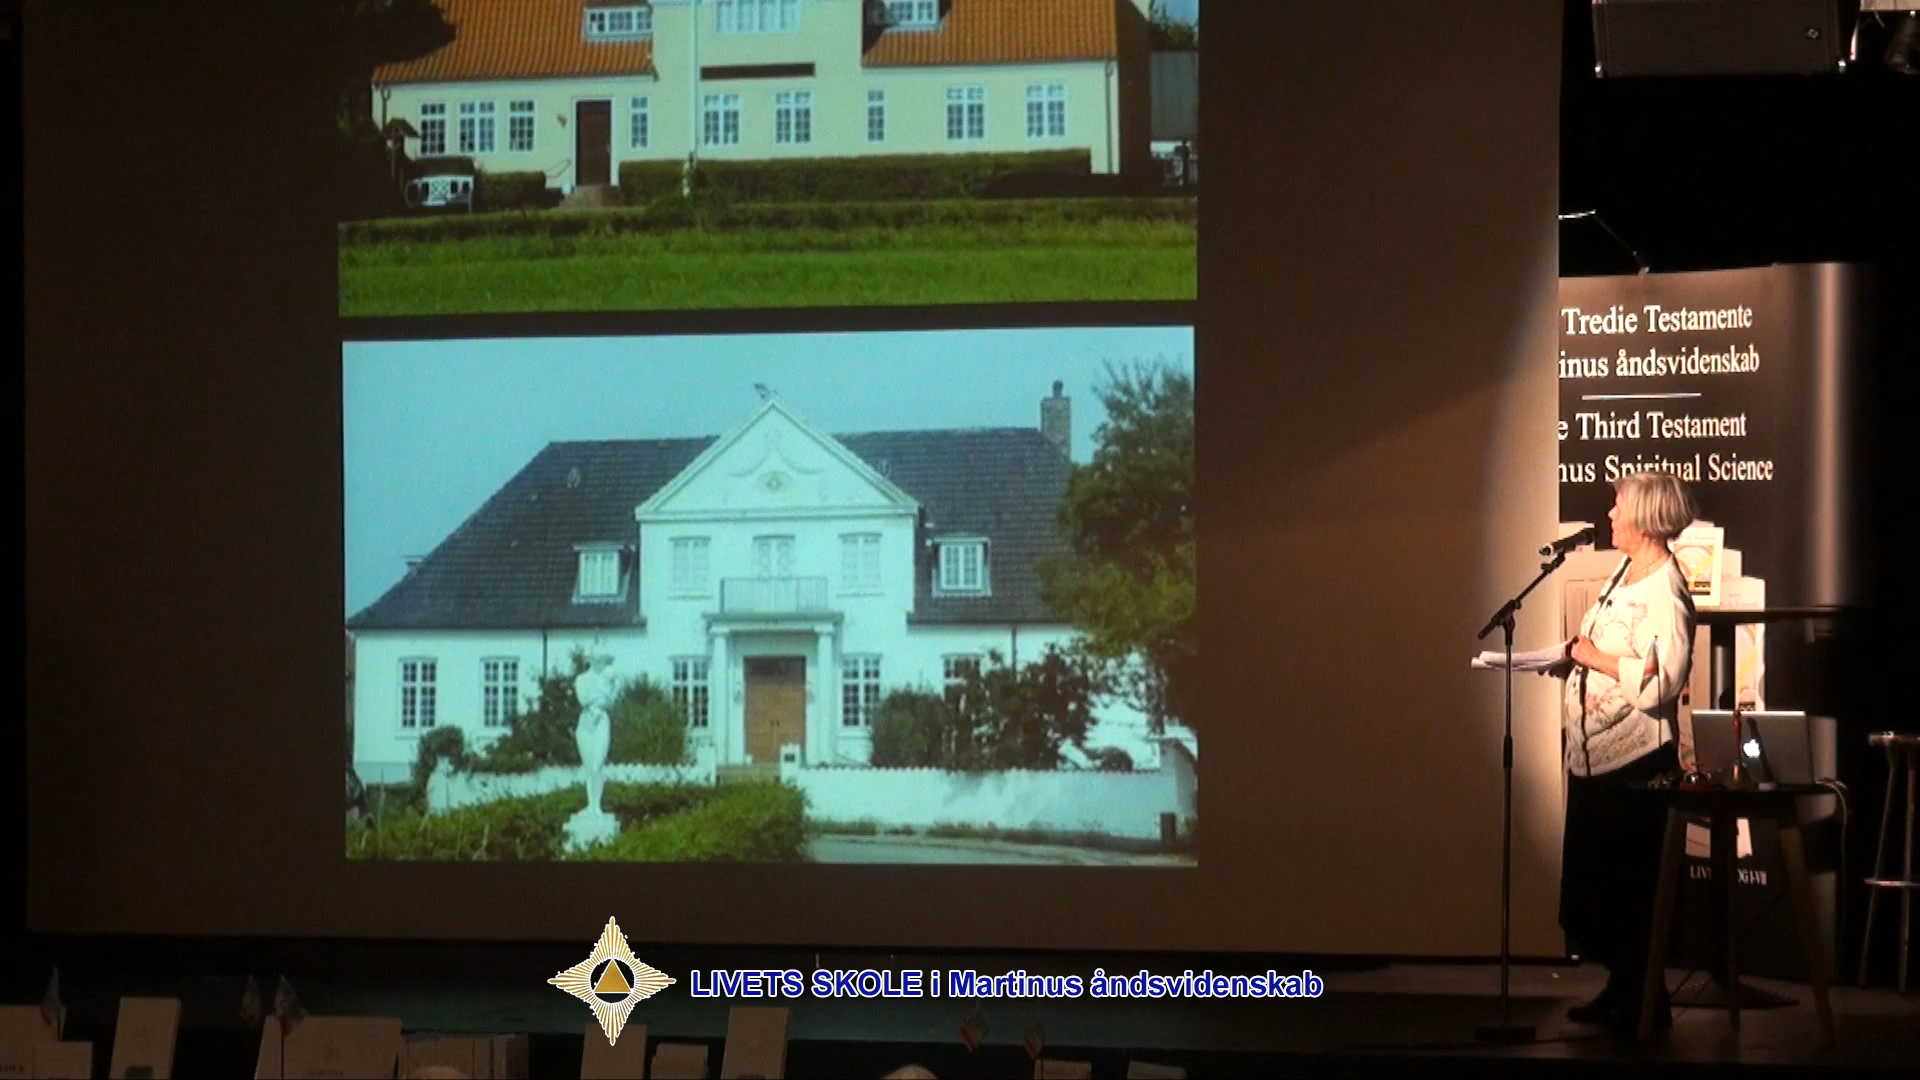 Tredie Testamente
inus åndsvidenskab
e Third Testament
nus Spiritual Science
LIVETS SKOLE i Martinus åndsvidenskab